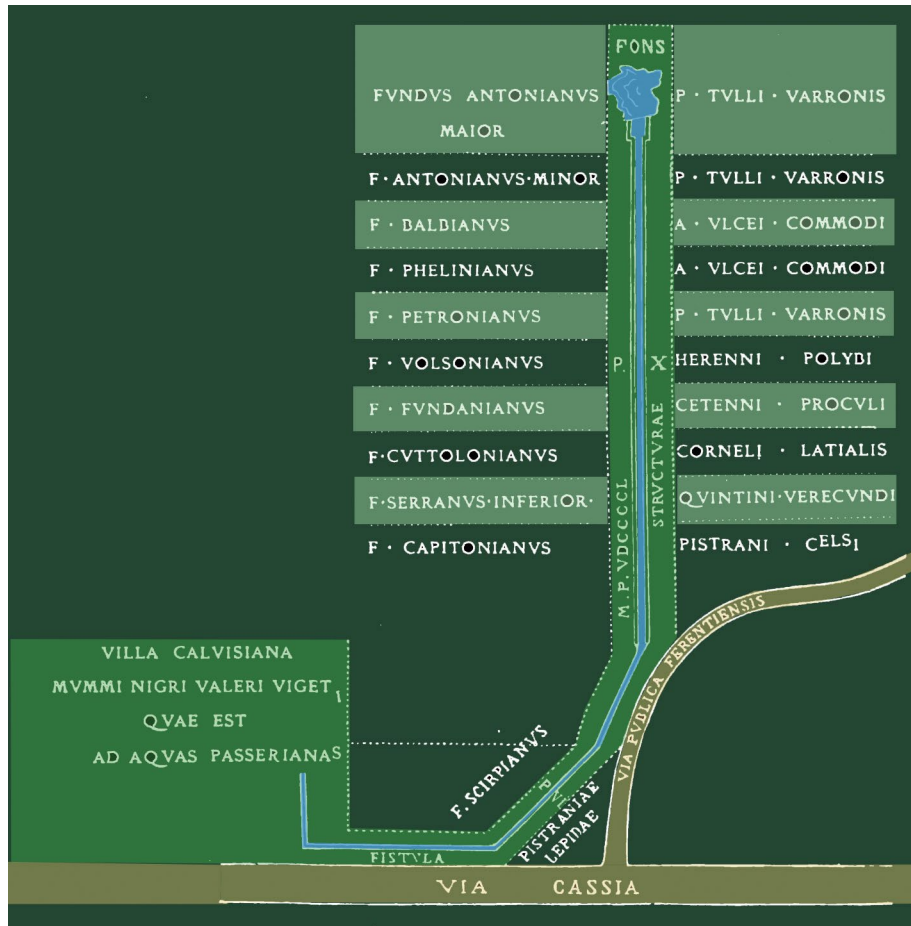 FONS
FVNDVS ANTONIANVS P · TVLLI · VARRONIS
MAIOR
F · ANTONIANVS · MINOR P · TVLLI · VARRONIS
F · BALBIANVS A · VLCEI · COMMODI
F · PHELINIANVS A · VLCEI · COMMODI
F · PETRONIANVS P · TVLLI · VARRONIS
F · VOLSONIANVS P. X HERENNI · POLYBI
F · FVNDANIANVS CETENNI · PROCVLI
F · CVTTOLONIANVS CORNELI · LATIALIS
F · SERRANVS · INFERIOR · QVINTINI · VERECVNDI
F · CAPITONIANVS PISTRANI · CELSI
M . P . VDCCCCL
STRVCTVRAE
VIA PVBLICA FERENTIENSIS
VILLA CALVISIANA
MVMMI NIGRI VALERI VIGETI
QVAE EST
AD AQVAS PASSERIANAS
F. SCIRPIANVS
P VI
PISTRANIAE
LEPIDAE
FISTVLA
VIA CASSIA